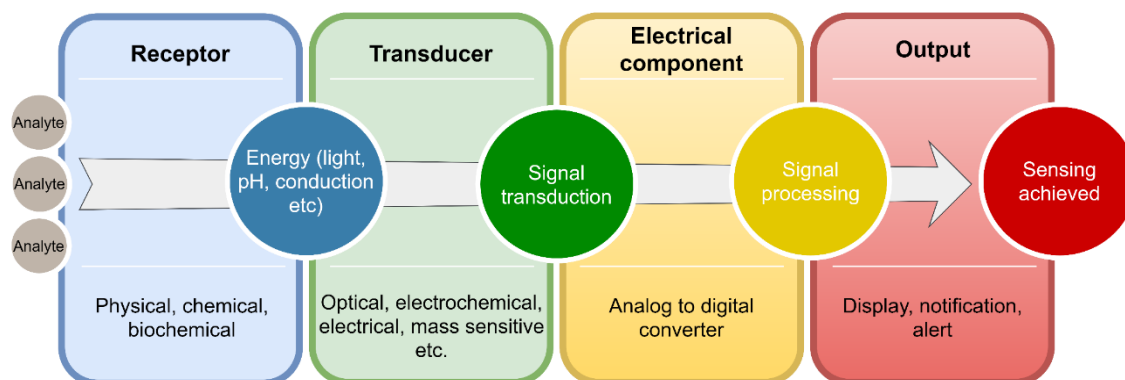 Receptor
Transducer
Electrical
component
Output
Analyte
Analyte
Analyte
Energy (light,
pH, conduction
etc)
Signal
transduction
Signal
processing
Sensing
achieved
Physical, chemical,
biochemical
Optical, electrochemical,
electrical, mass sensitive
etc.
Analog to digital
converter
Display, notification,
alert